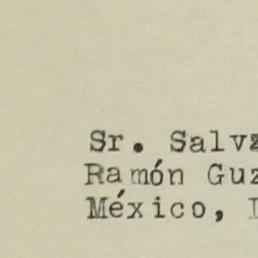 Sr. Salv
Ramón Guz
México,